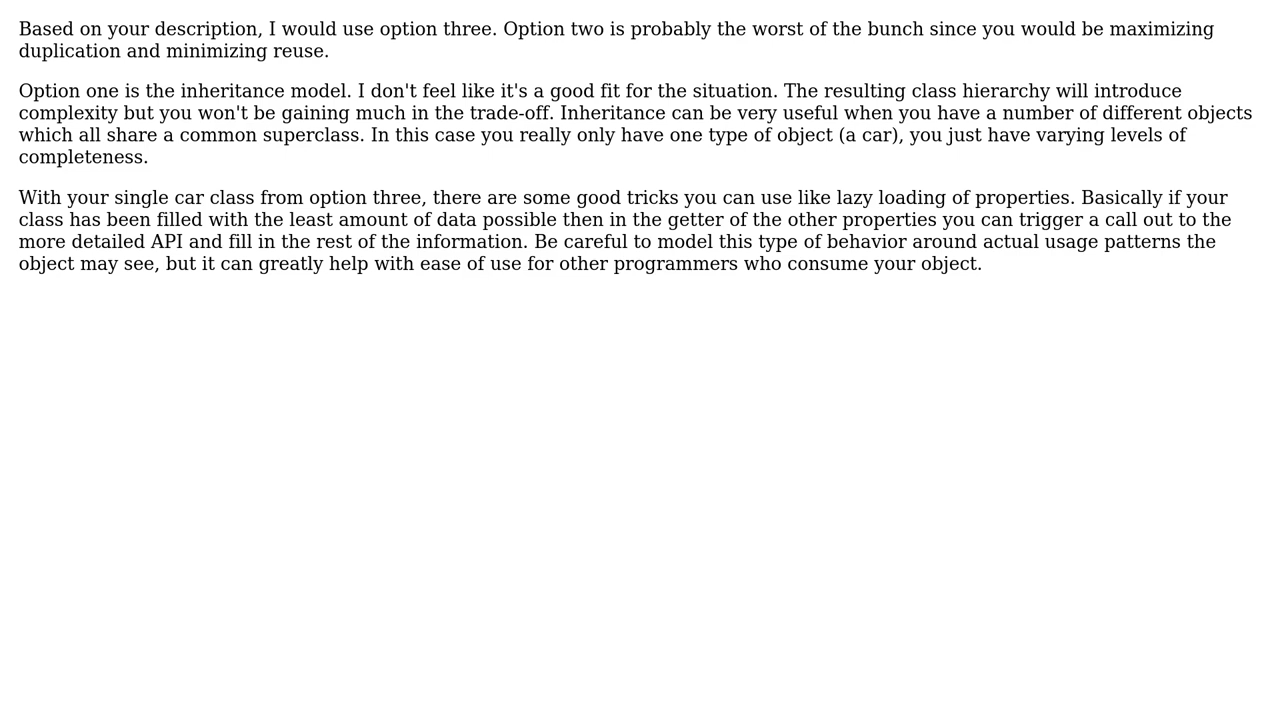 Based on your description, I would use option three. Option two is probably the worst of the bunch since you would be maximizing
duplication and minimizing reuse.
Option one is the inheritance model. I don't feel like it's a good fit for the situation. The resulting class hierarchy will introduce
complexity but you won't be gaining much in the trade-off. Inheritance can be very useful when you have a number of different objects
which all share a common superclass. In this case you really only have one type of object (a car), you just have varying levels of
completeness.
With your single car class from option three, there are some good tricks you can use like lazy loading of properties. Basically if your
class has been filled with the least amount of data possible then in the getter of the other properties you can trigger a call out to the
more detailed API and fill in the rest of the information. Be careful to model this type of behavior around actual usage patterns the
object may see, but it can greatly help with ease of use for other programmers who consume your object.